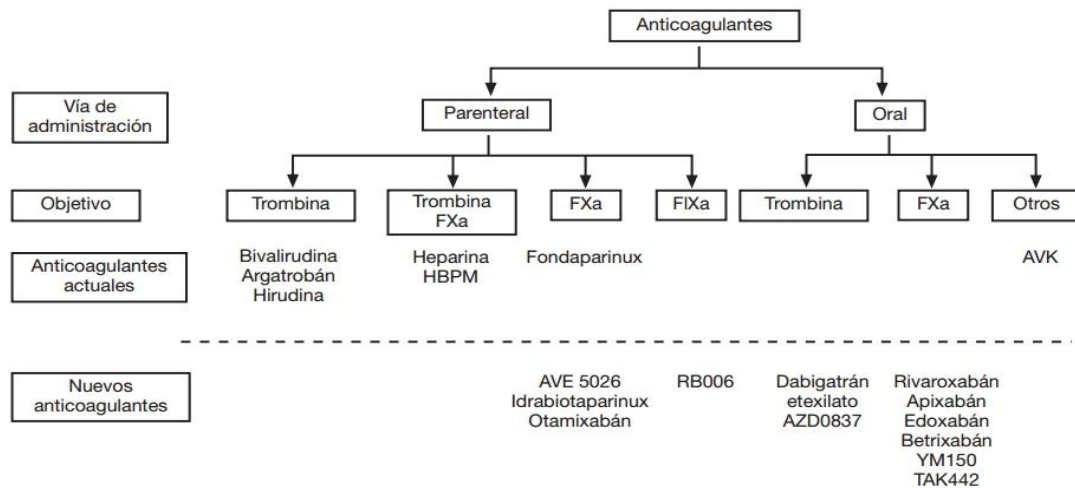 Anticoagulantes
Vía de
administración
Parenteral
Oral
Objetivo
Trombina
Trombina
FXa
FXa
FIXa
Trombina
FXa
Otros
Anticoagulantes
actuales
Bivalirudina
Argatrobán
Hirudina
Heparina
HBPM
Fondaparinux
AVK
Nuevos
anticoagulantes
AVE 5026
Idrabiotaparinux
Otamixabán
RB006
Dabigatrán
etexilato
AZD0837
Rivaroxabán
Apixabán
Edoxabán
Betrixabán
YM150
TAK442